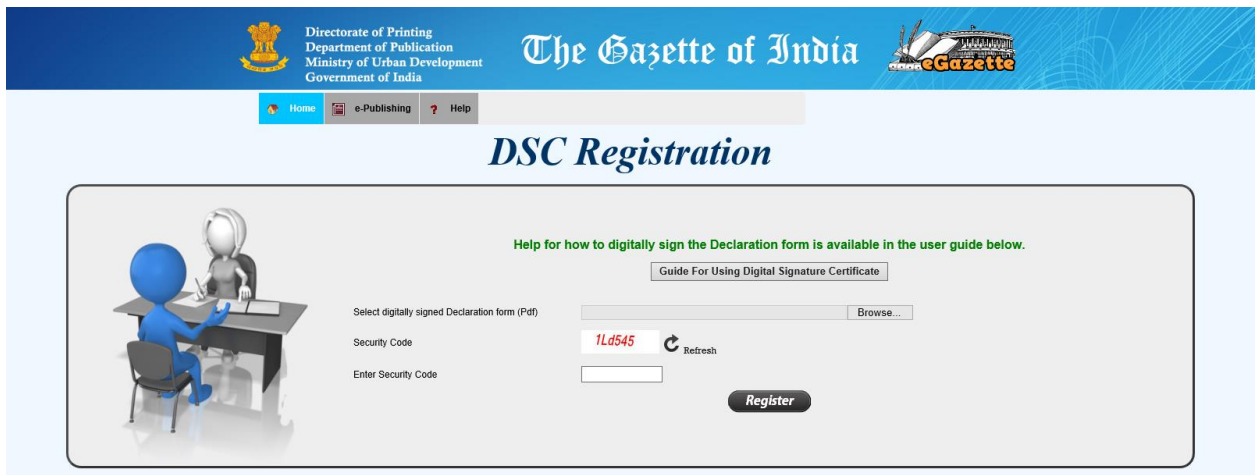 Directorate of Printing
Department of Publication
Ministry of Urban Development
Government of India
The Gazette of India
eGazette
Home
e-Publishing
? Help
DSC Registration
Help for how to digitally sign the Declaration form is available in the user guide below.
Guide For Using Digital Signature Certificate
Select digitally signed Declaration form (Pdf)
Browse...
Security Code
1Ld545
Refresh
Enter Security Code
Register